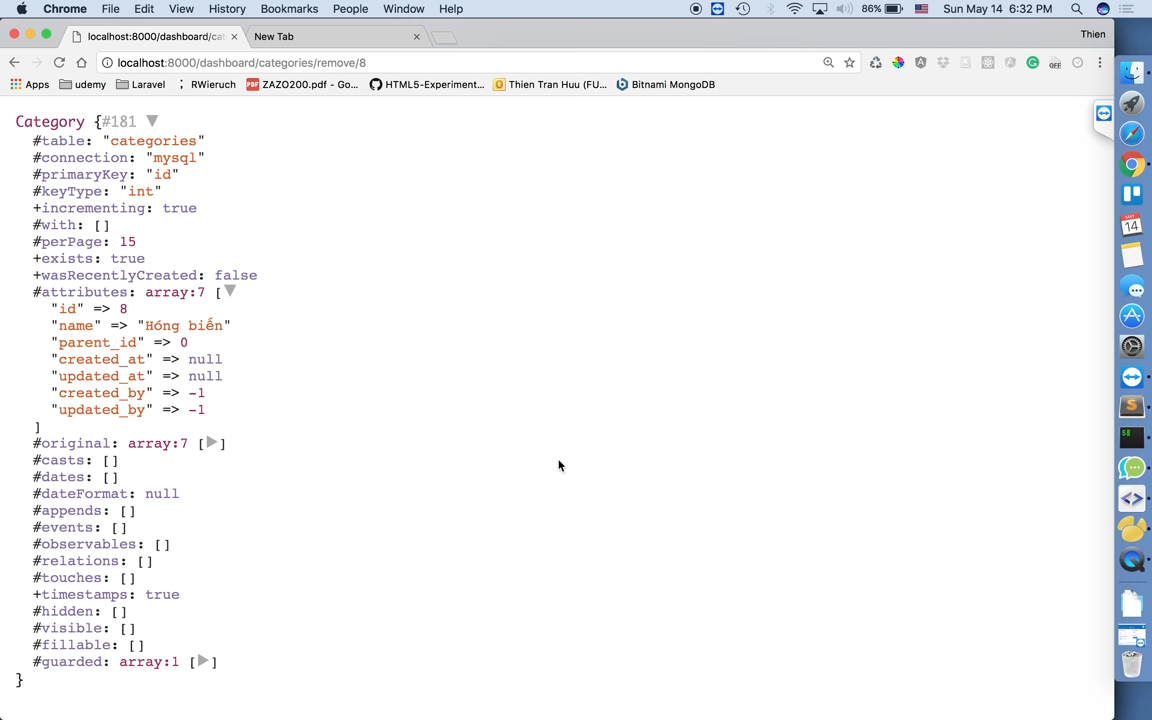 Chrome File Edit View History Bookmarks People Window Help 86% Sun May 14 6:32 PM
localhost:8000/dashboard/cat New Tab Thien
localhost:8000/dashboard/categories/remove/8
Apps udemy Laravel RWieruch ZAZO200.pdf - Go... HTML5-Experiment... Thien Tran Huu (FU... Bitnami MongoDB
Category {#181 ▼
#table: "categories"
#connection: "mysql"
#primaryKey: "id"
#keyType: "int"
+incrementing: true
#with: []
#perPage: 15
+exists: true
+wasRecentlyCreated: false
#attributes: array:7 [▼
"id" => 8
"name" => "Hóng biến"
"parent_id" => 0
"created_at" => null
"updated_at" => null
"created_by" => -1
"updated_by" => -1
]
#original: array:7 [▶]
#casts: []
#dates: []
#dateFormat: null
#appends: []
#events: []
#observables: []
#relations: []
#touches: []
+timestamps: true
#hidden: []
#visible: []
#fillable: []
#guarded: array:1 [▶]
}